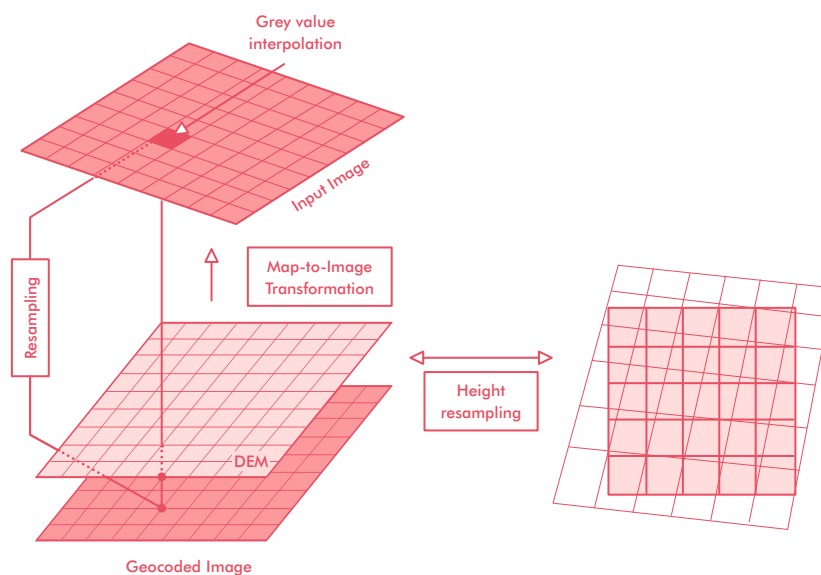 Grey value
interpolation
Input Image
Resampling
Map-to-Image
Transformation
Height
resampling
DEM
Geocoded Image